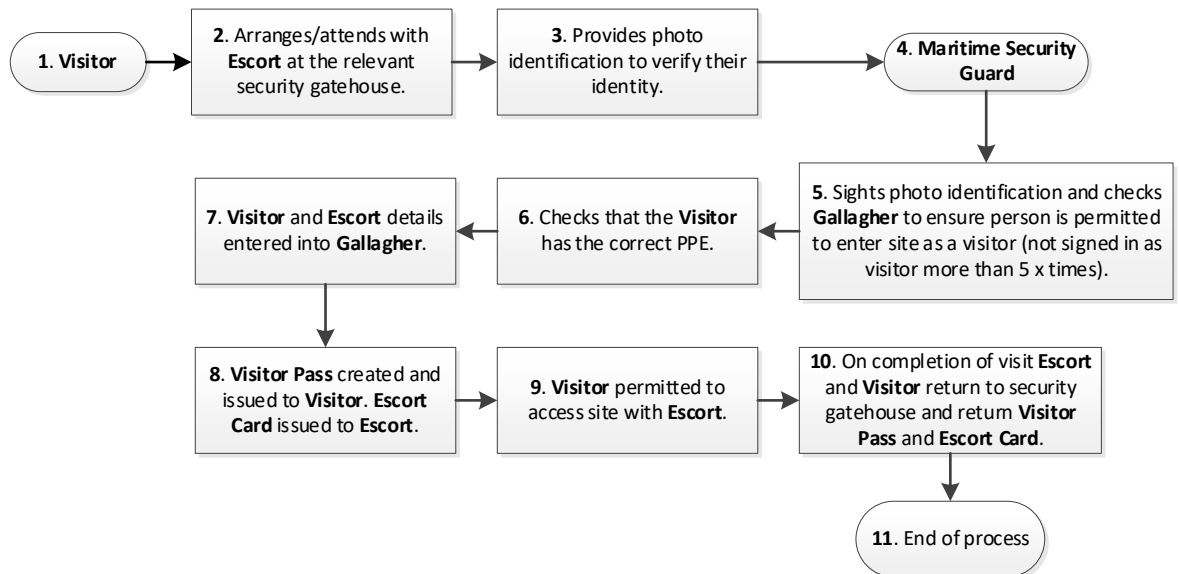 1. Visitor
2. Arranges/attends with
Escort at the relevant
security gatehouse.
3. Provides photo
identification to verify their
identity.
4. Maritime Security
Guard
5. Sights photo identification and checks
Gallagher to ensure person is permitted
to enter site as a visitor (not signed in as
visitor more than 5 x times).
6. Checks that the Visitor
has the correct PPE.
7. Visitor and Escort details
entered into Gallagher.
8. Visitor Pass created and
issued to Visitor. Escort
Card issued to Escort.
9. Visitor permitted to
access site with Escort.
10. On completion of visit Escort
and Visitor return to security
gatehouse and return Visitor
Pass and Escort Card.
11. End of process